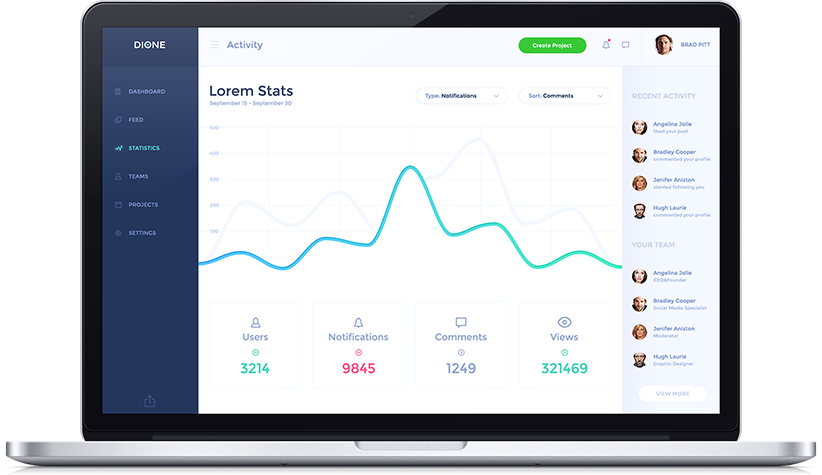 DIONE
Activity
Create Project
BRAD PITT
DASHBOARD
FEED
STATISTICS
TEAMS
PROJECTS
SETTINGS
Lorem Stats
September 15 - September 30
Type: Notifications
Sort: Comments
500
400
300
200
100
Users
3214
Notifications
9845
Comments
1249
Views
321469
RECENT ACTIVITY
Angelina Jolie
liked your post
Bradley Cooper
commented your profile
Jenifer Aniston
started following you
Hugh Laurie
commented your profile
YOUR TEAM
Angelina Jolie
CEO&Founder
Bradley Cooper
Social Media Specialist
Jenifer Aniston
Moderator
Hugh Laurie
Graphic Designer
VIEW MORE